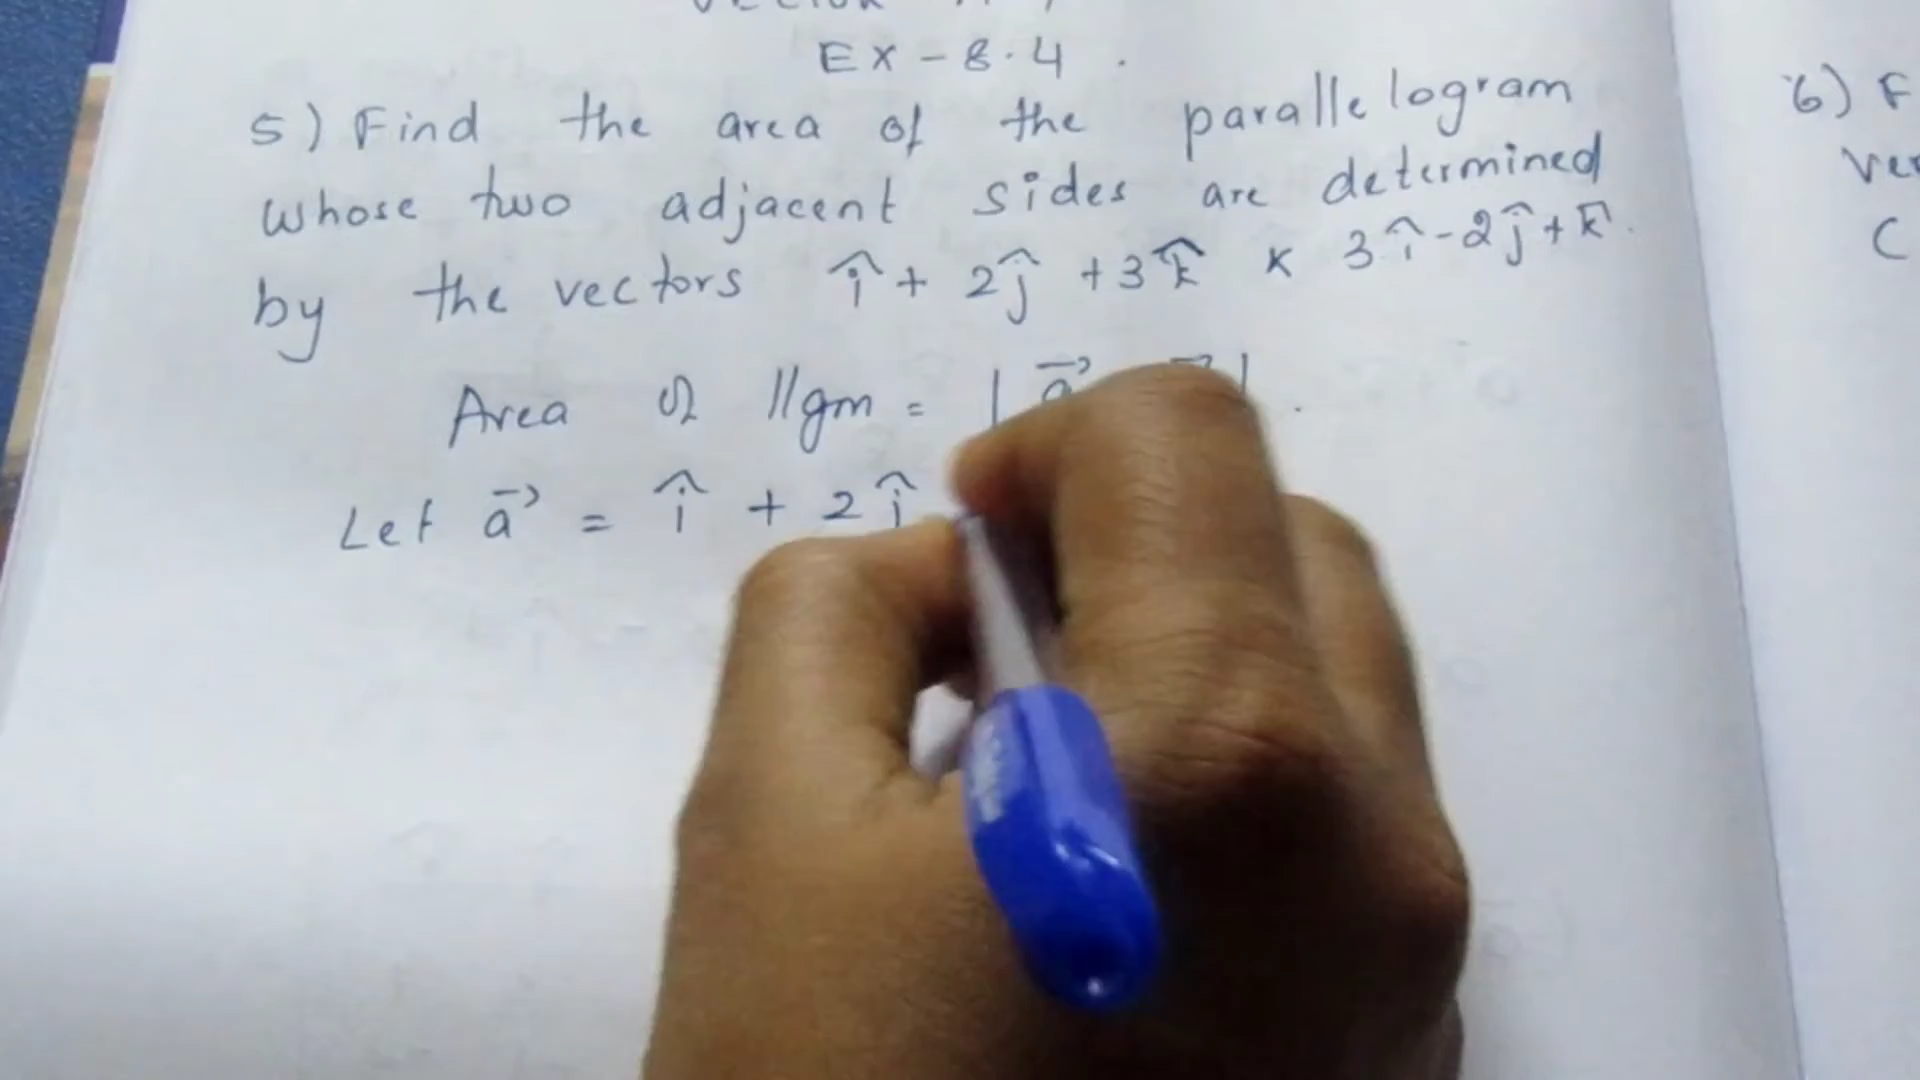 EX - 8.4.
5) Find the area of the parallelogram
whose two adjacent sides are determined
by the vectors î + 2ĵ + 3k̂ & 3î - 2ĵ + k̂.
Area of ||gm = | a⃗ |.
Let a⃗ = î + 2ĵ
6) F
C